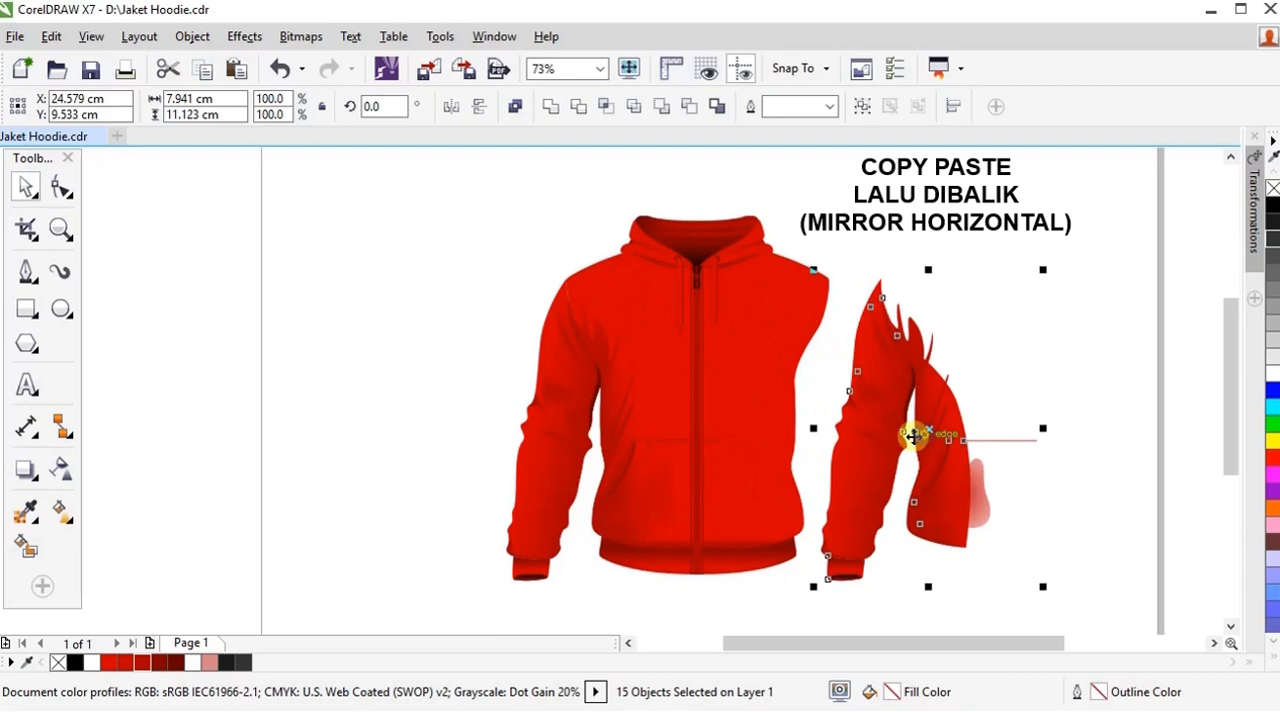 CorelDRAW X7 - D:\Jaket Hoodie.cdr
File Edit View Layout Object Effects Bitmaps Text Table Tools Window Help
73% Snap To
X: 24.579 cm 7.941 cm 100.0 % 0.0 °
Y: 9.533 cm 11.123 cm 100.0 %
Jaket Hoodie.cdr
Toolb...
Transformations
COPY PASTE
LALU DIBALIK
(MIRROR HORIZONTAL)
edge
1 of 1 Page 1
Document color profiles: RGB: sRGB IEC61966-2.1; CMYK: U.S. Web Coated (SWOP) v2; Grayscale: Dot Gain 20% 15 Objects Selected on Layer 1 Fill Color Outline Color